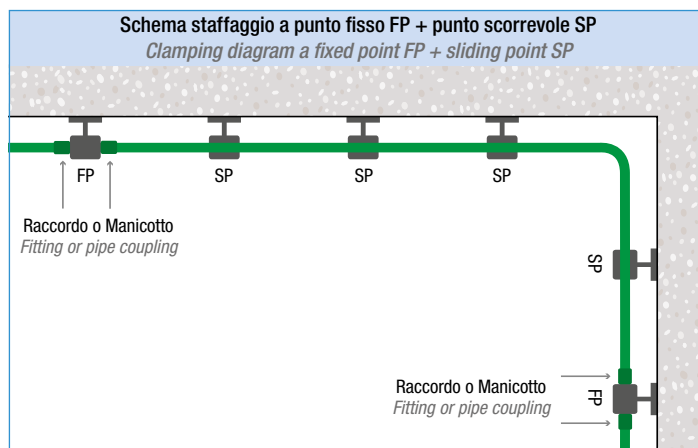 Schema staffaggio a punto fisso FP + punto scorrevole SP
Clamping diagram a fixed point FP + sliding point SP
FP
SP
SP
SP
Raccordo o Manicotto
Fitting or pipe coupling
SP
Raccordo o Manicotto
Fitting or pipe coupling
FP